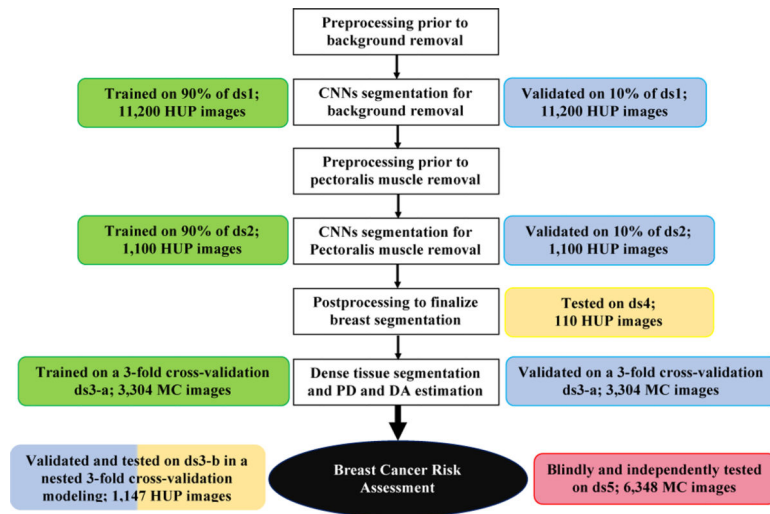 Preprocessing prior to
background removal
Trained on 90% of ds1;
11,200 HUP images
CNNs segmentation for
background removal
Validated on 10% of ds1;
11,200 HUP images
Preprocessing prior to
pectoralis muscle removal
Trained on 90% of ds2;
1,100 HUP images
CNNs segmentation for
Pectoralis muscle removal
Validated on 10% of ds2;
1,100 HUP images
Postprocessing to finalize
breast segmentation
Tested on ds4;
110 HUP images
Trained on a 3-fold cross-validation
ds3-a; 3,304 MC images
Dense tissue segmentation
and PD and DA estimation
Validated on a 3-fold cross-validation
ds3-a; 3,304 MC images
Validated and tested on ds3-b in a
nested 3-fold cross-validation
modeling; 1,147 HUP images
Breast Cancer Risk
Assessment
Blindly and independently tested
on ds5; 6,348 MC images